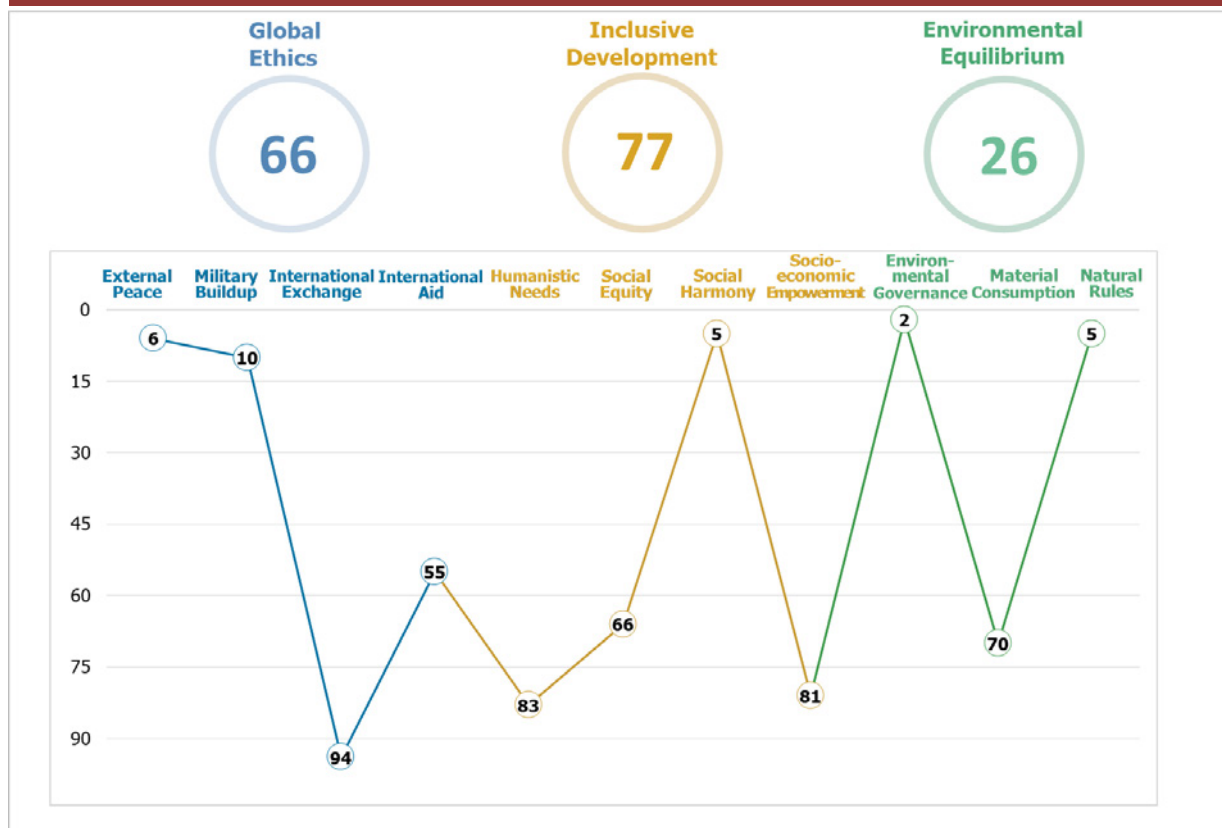 Global
Ethics
66
Inclusive
Development
77
Environmental
Equilibrium
26
External
Peace
Military
Buildup
International
Exchange
International
Aid
Humanistic
Needs
Social
Equity
Social
Harmony
Socio-
economic
Empowerment
Environ-
mental
Governance
Material
Consumption
Natural
Rules
0
15
30
45
60
75
90
6
10
94
55
83
66
5
81
2
70
5